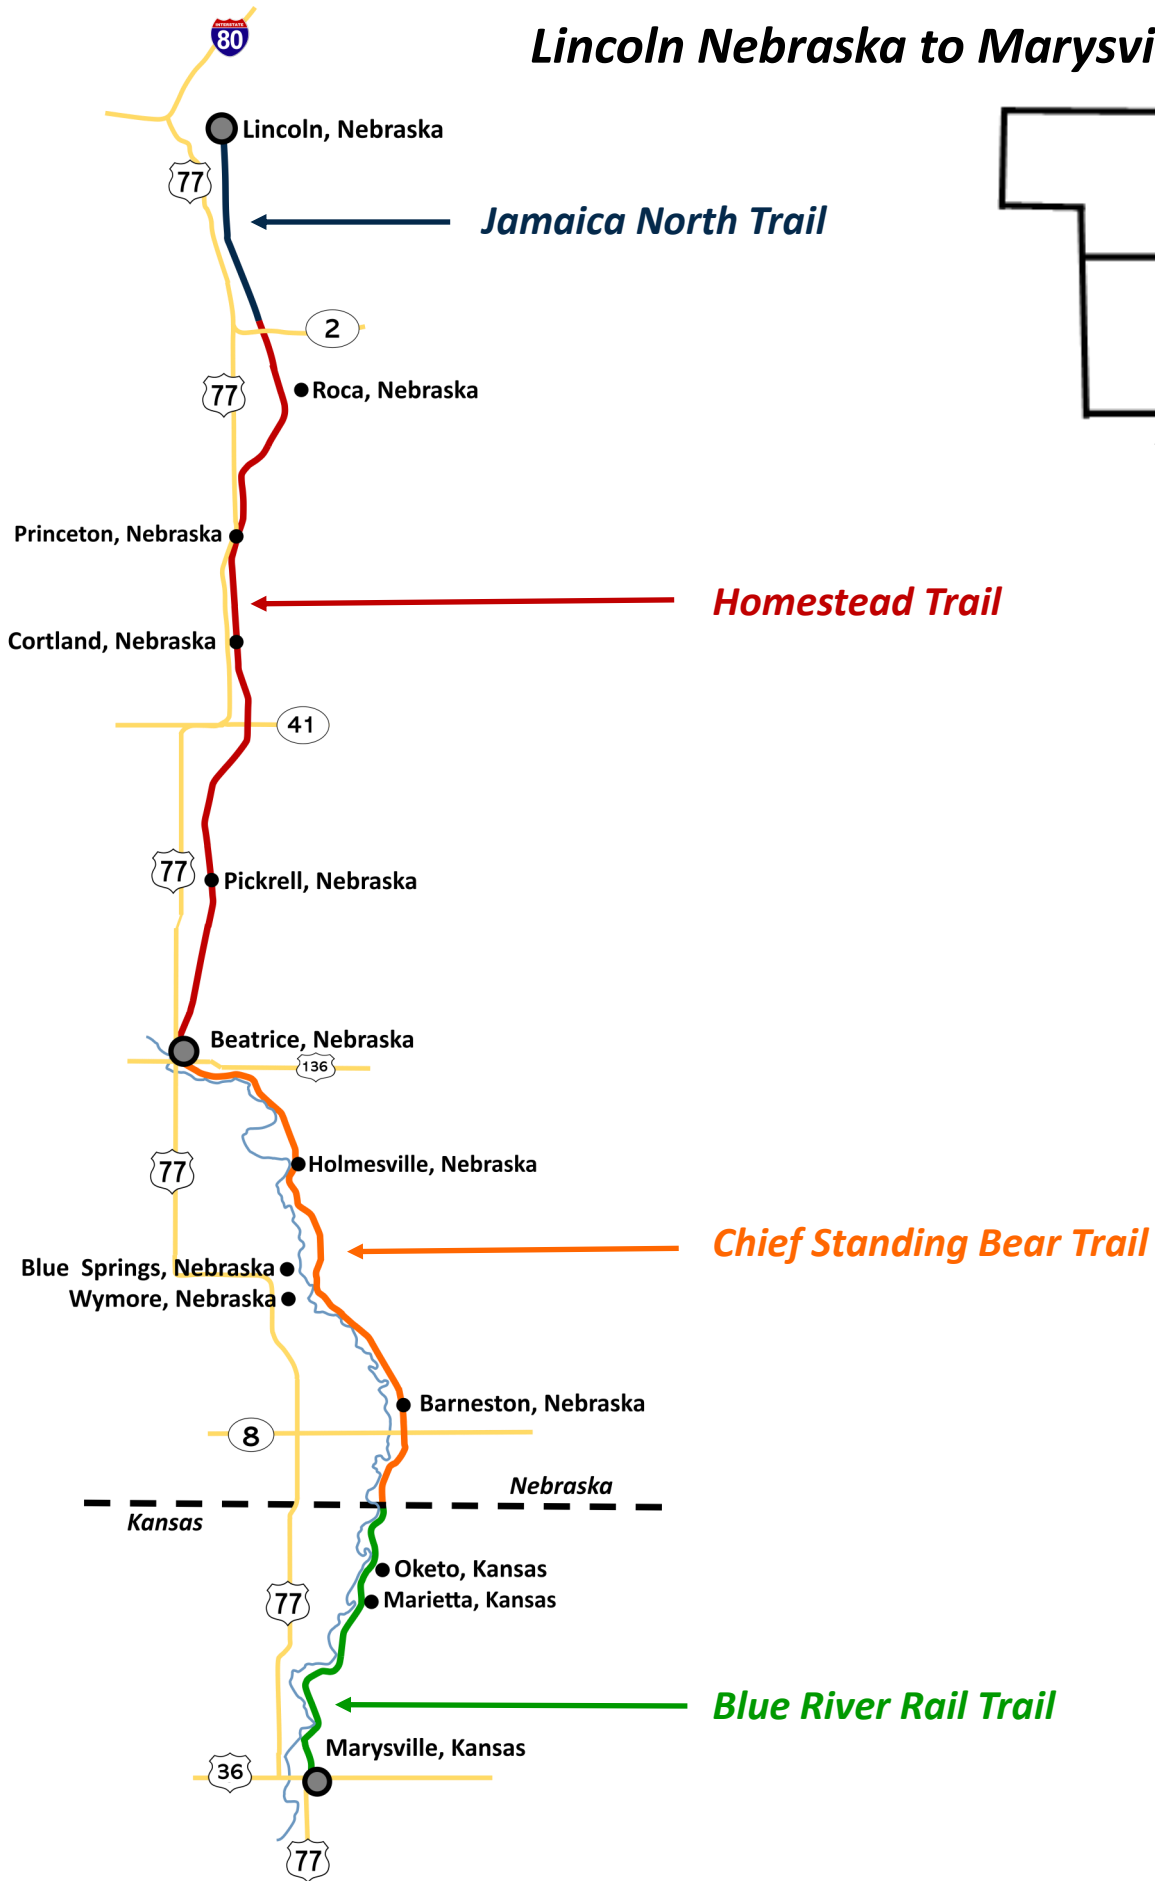 INTERSTATE
80
Lincoln Nebraska to Marysvi
Lincoln, Nebraska
77
Jamaica North Trail
2
77
Roca, Nebraska
Princeton, Nebraska
Homestead Trail
Cortland, Nebraska
41
77
Pickrell, Nebraska
Beatrice, Nebraska
136
77
Holmesville, Nebraska
Chief Standing Bear Trail
Blue Springs, Nebraska
Wymore, Nebraska
Barneston, Nebraska
8
Nebraska
Kansas
Oketo, Kansas
77
Marietta, Kansas
Blue River Rail Trail
Marysville, Kansas
36
77